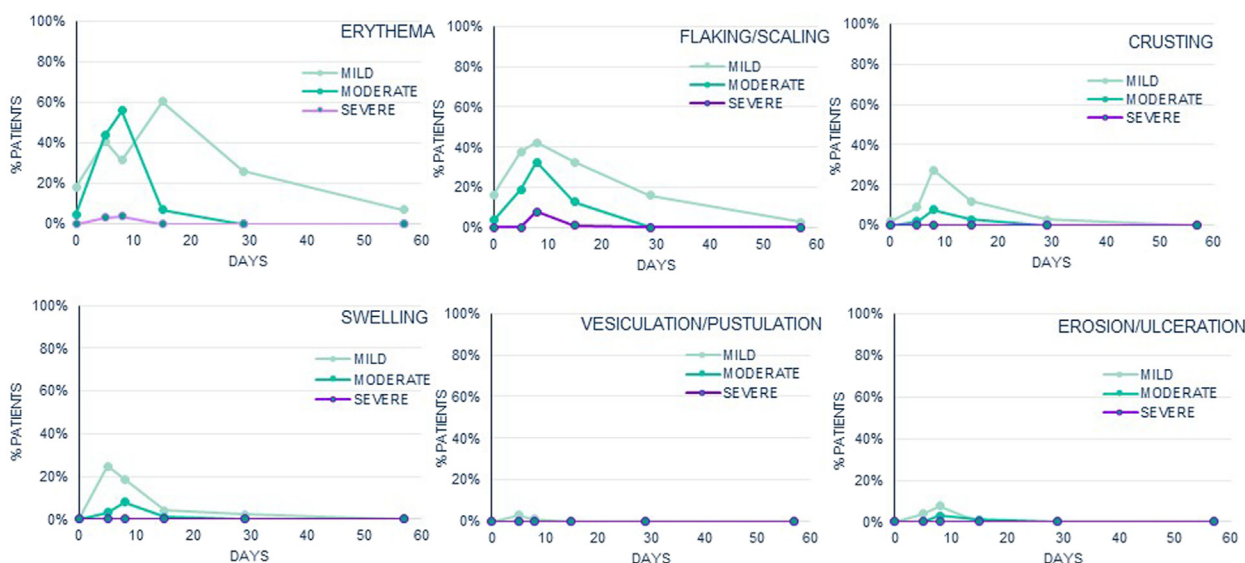 ERYTHEMA
100%
80%
60%
40%
20%
0%
% PATIENTS
MILD
MODERATE
SEVERE
0 10 20 30 40 50 60
DAYS
FLAKING/SCALING
100%
80%
60%
40%
20%
0%
% PATIENTS
MILD
MODERATE
SEVERE
0 10 20 30 40 50 60
DAYS
CRUSTING
100%
80%
60%
40%
20%
0%
% PATIENTS
MILD
MODERATE
SEVERE
0 10 20 30 40 50 60
DAYS
SWELLING
100%
80%
60%
40%
20%
0%
% PATIENTS
MILD
MODERATE
SEVERE
0 10 20 30 40 50 60
DAYS
VESICULATION/PUSTULATION
100%
80%
60%
40%
20%
0%
% PATIENTS
MILD
MODERATE
SEVERE
0 10 20 30 40 50 60
DAYS
EROSION/ULCERATION
100%
80%
60%
40%
20%
0%
% PATIENTS
MILD
MODERATE
SEVERE
0 10 20 30 40 50 60
DAYS